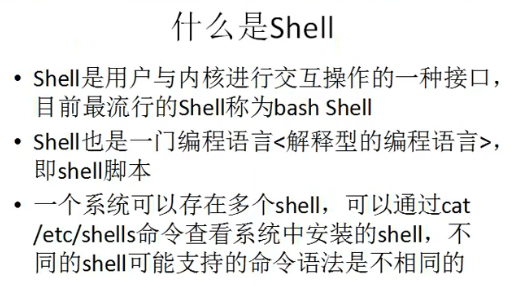 什么是Shell
• Shell是用户与内核进行交互操作的一种接口，
目前最流行的Shell称为bash Shell
• Shell也是一门编程语言<解释型的编程语言>，
即shell脚本
• 一个系统可以存在多个shell，可以通过cat
/etc/shells命令查看系统中安装的shell，不
同的shell可能支持的命令语法是不相同的